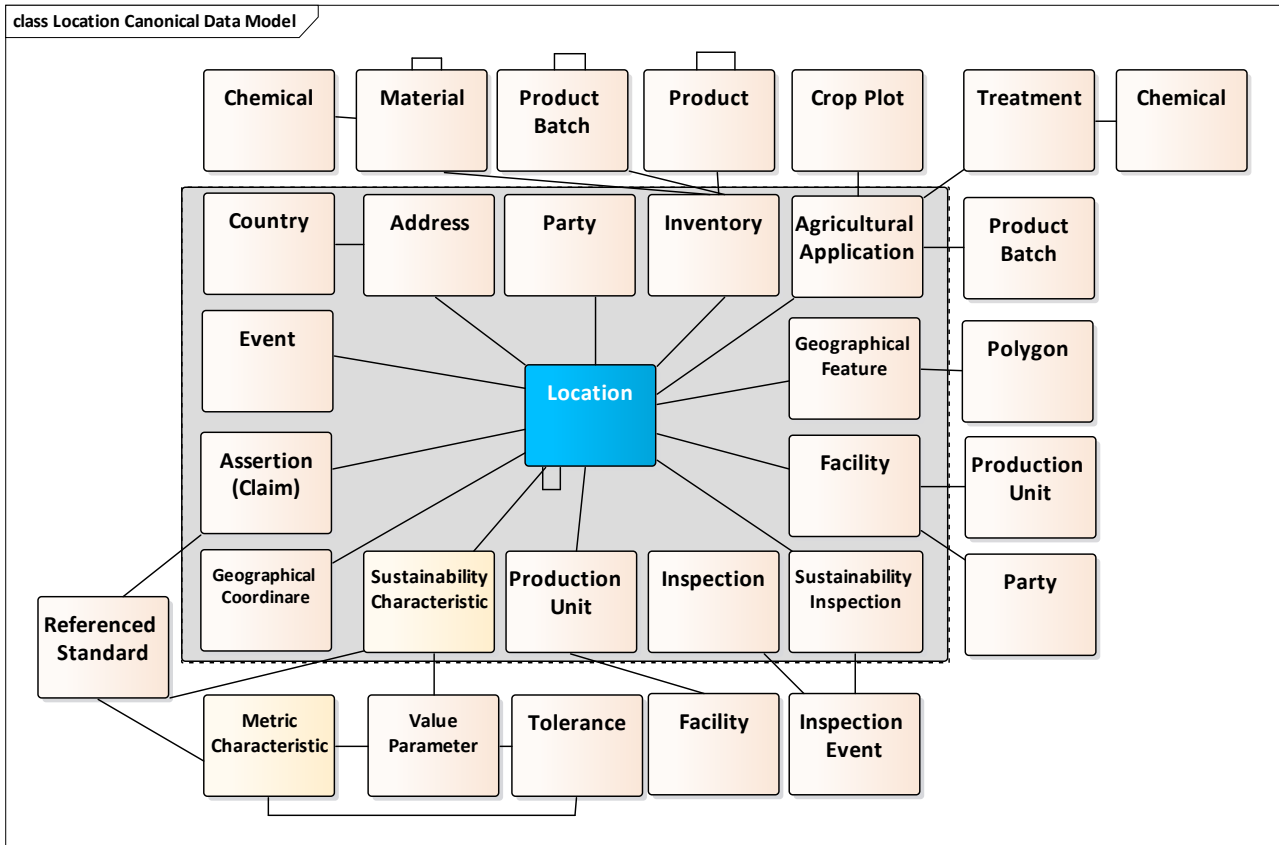 class Location Canonical Data Model
Chemical
Material
Product
Batch
Product
Crop Plot
Treatment
Chemical
Country
Address
Party
Inventory
Agricultural
Application
Product
Batch
Event
Location
Geographical
Feature
Polygon
Assertion
(Claim)
Facility
Production
Unit
Geographical
Coordinare
Sustainability
Characteristic
Production
Unit
Inspection
Sustainability
Inspection
Party
Referenced
Standard
Metric
Characteristic
Value
Parameter
Tolerance
Facility
Inspection
Event